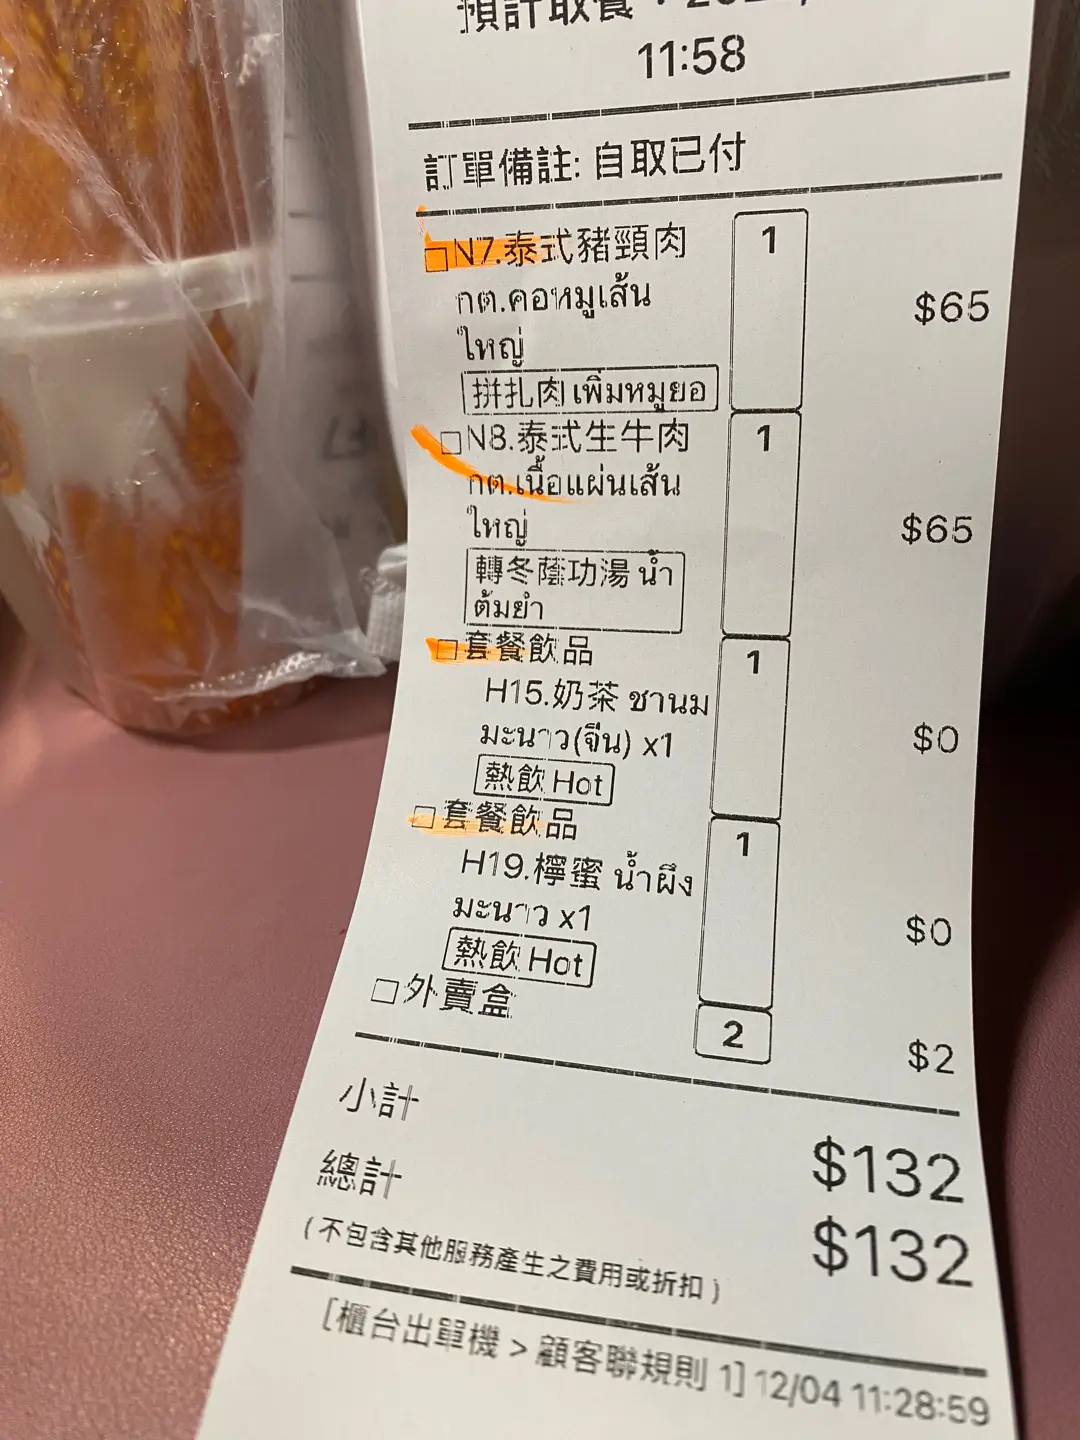 預計取餐：
11:58
訂單備註: 自取已付
□N7.泰式豬頸肉 1
กต.คอหมูเส้น $65
ใหญ่
拼扎肉 เพิ่มหมูยอ
□N8.泰式生牛肉 1
กต.เนื้อแผ่นเส้น
ใหญ่ $65
轉冬蔭功湯 น้ำ
ต้มยำ
□套餐飲品 1
H15.奶茶 ชานม
มะนาว(จีน) x1 $0
熱飲 Hot
□套餐飲品 1
H19.檸蜜 น้ำผึ้ง
มะนาว x1 $0
熱飲 Hot
□外賣盒 2 $2
小計 $132
總計 $132
(不包含其他服務產生之費用或折扣)
[櫃台出單機 > 顧客聯規則 1] 12/04 11:28:59